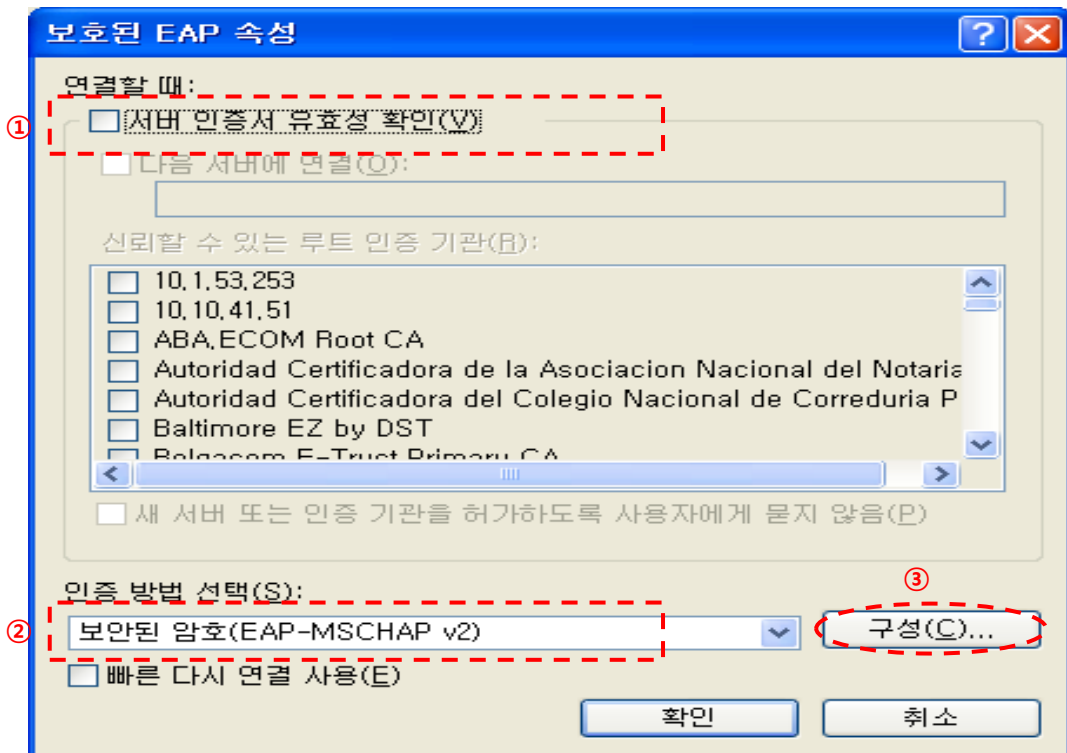 보호된 EAP 속성
연결할 때:
① 서버 인증서 유효성 확인(V)
다음 서버에 연결(O):
신뢰할 수 있는 루트 인증 기관(R):
10,1,53,253
10,10,41,51
ABA,ECOM Root CA
Autoridad Certificadora de la Asociacion Nacional del Notaria
Autoridad Certificadora del Colegio Nacional de Correduria P
Baltimore EZ by DST
Belgacom E-Trust Primary CA
새 서버 또는 인증 기관을 허가하도록 사용자에게 묻지 않음(P)
인증 방법 선택(S):
③
② 보안된 암호(EAP-MSCHAP v2) 구성(C)...
빠른 다시 연결 사용(E)
확인 취소